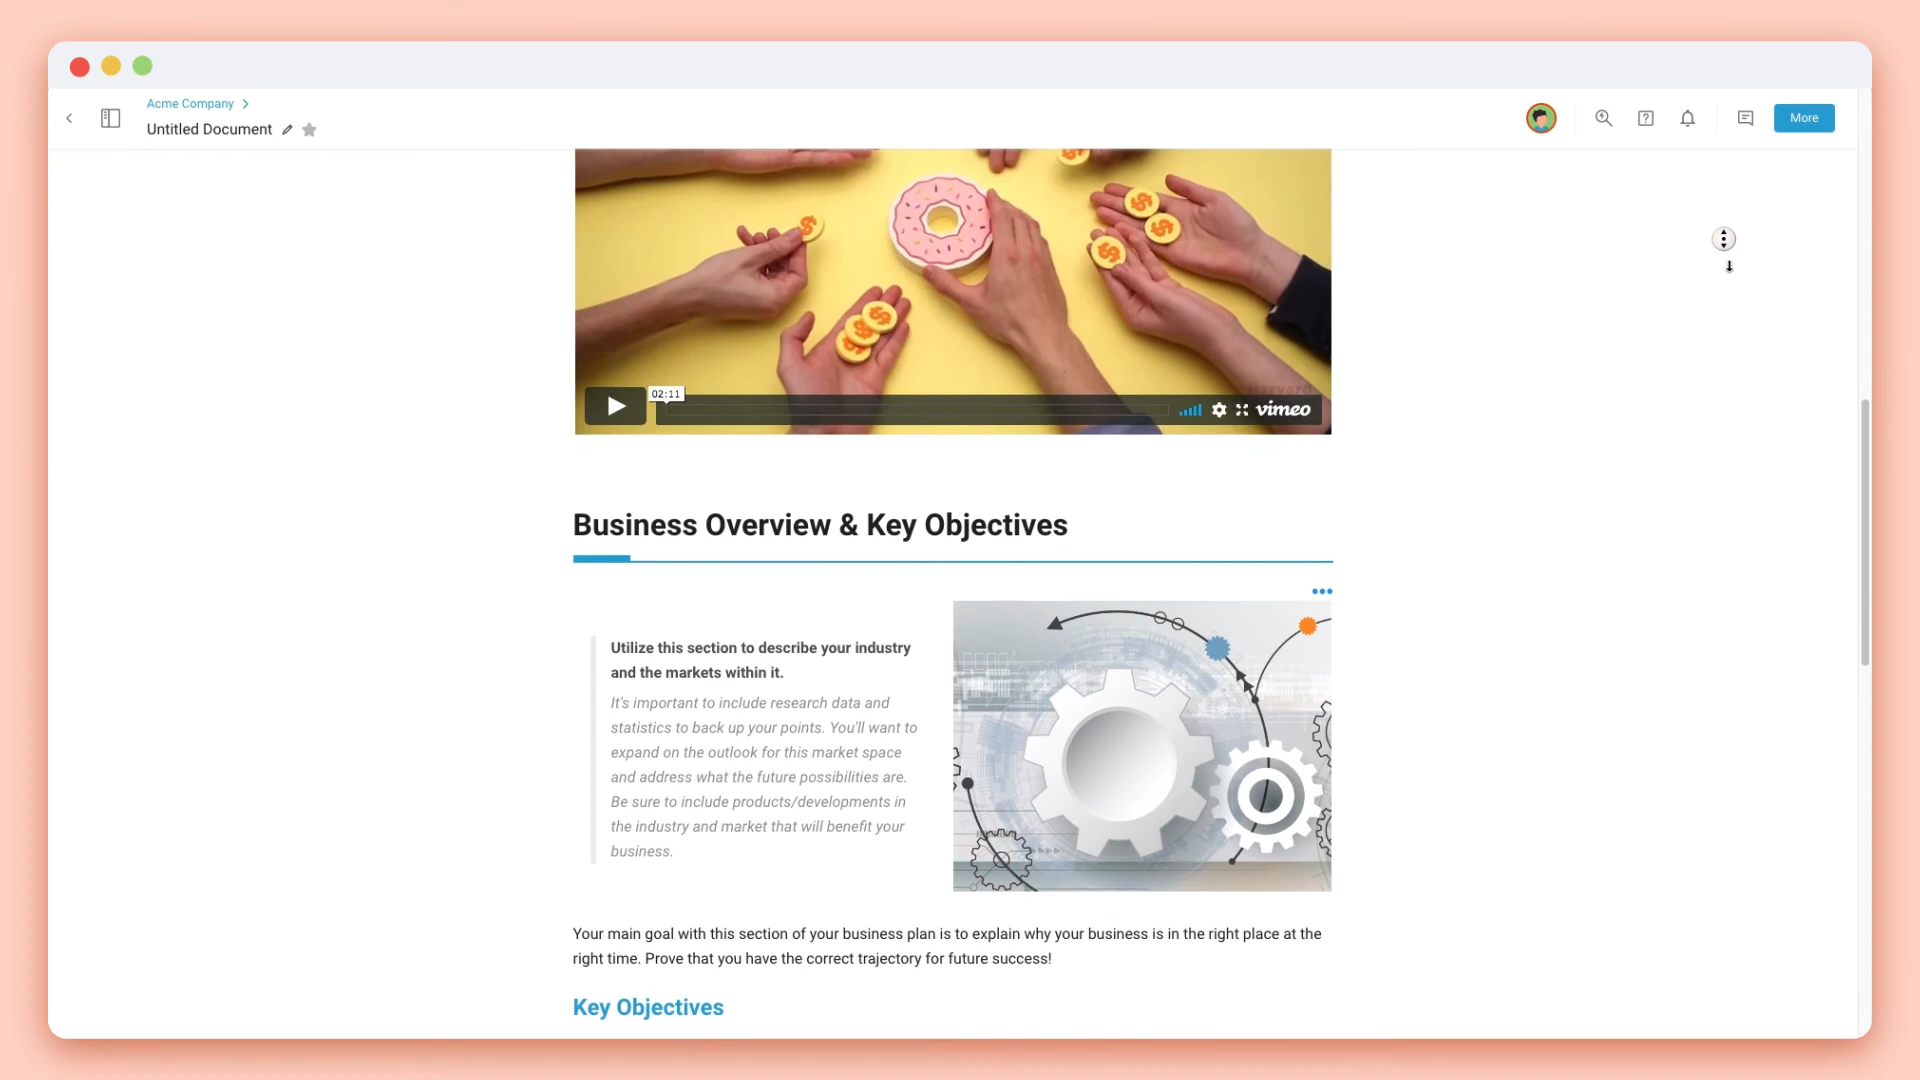 Acme Company
Untitled Document
More
$
$
$
$
$
$
$
Harvard
02:11
vimeo
Business Overview & Key Objectives
Utilize this section to describe your industry
and the markets within it.
It's important to include research data and
statistics to back up your points. You'll want to
expand on the outlook for this market space
and address what the future possibilities are.
Be sure to include products/developments in
the industry and market that will benefit your
business.
Your main goal with this section of your business plan is to explain why your business is in the right place at the
right time. Prove that you have the correct trajectory for future success!
Key Objectives